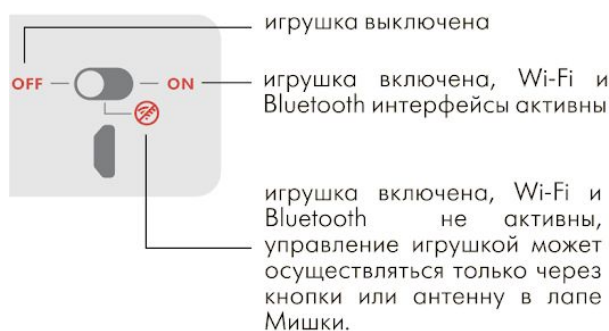 игрушка выключена
OFF
ON
игрушка включена, Wi-Fi и
Bluetooth интерфейсы активны
игрушка включена, Wi-Fi и
Bluetooth не активны,
управление игрушкой может
осуществляться только через
кнопки или антенну в лапе
Мишки.